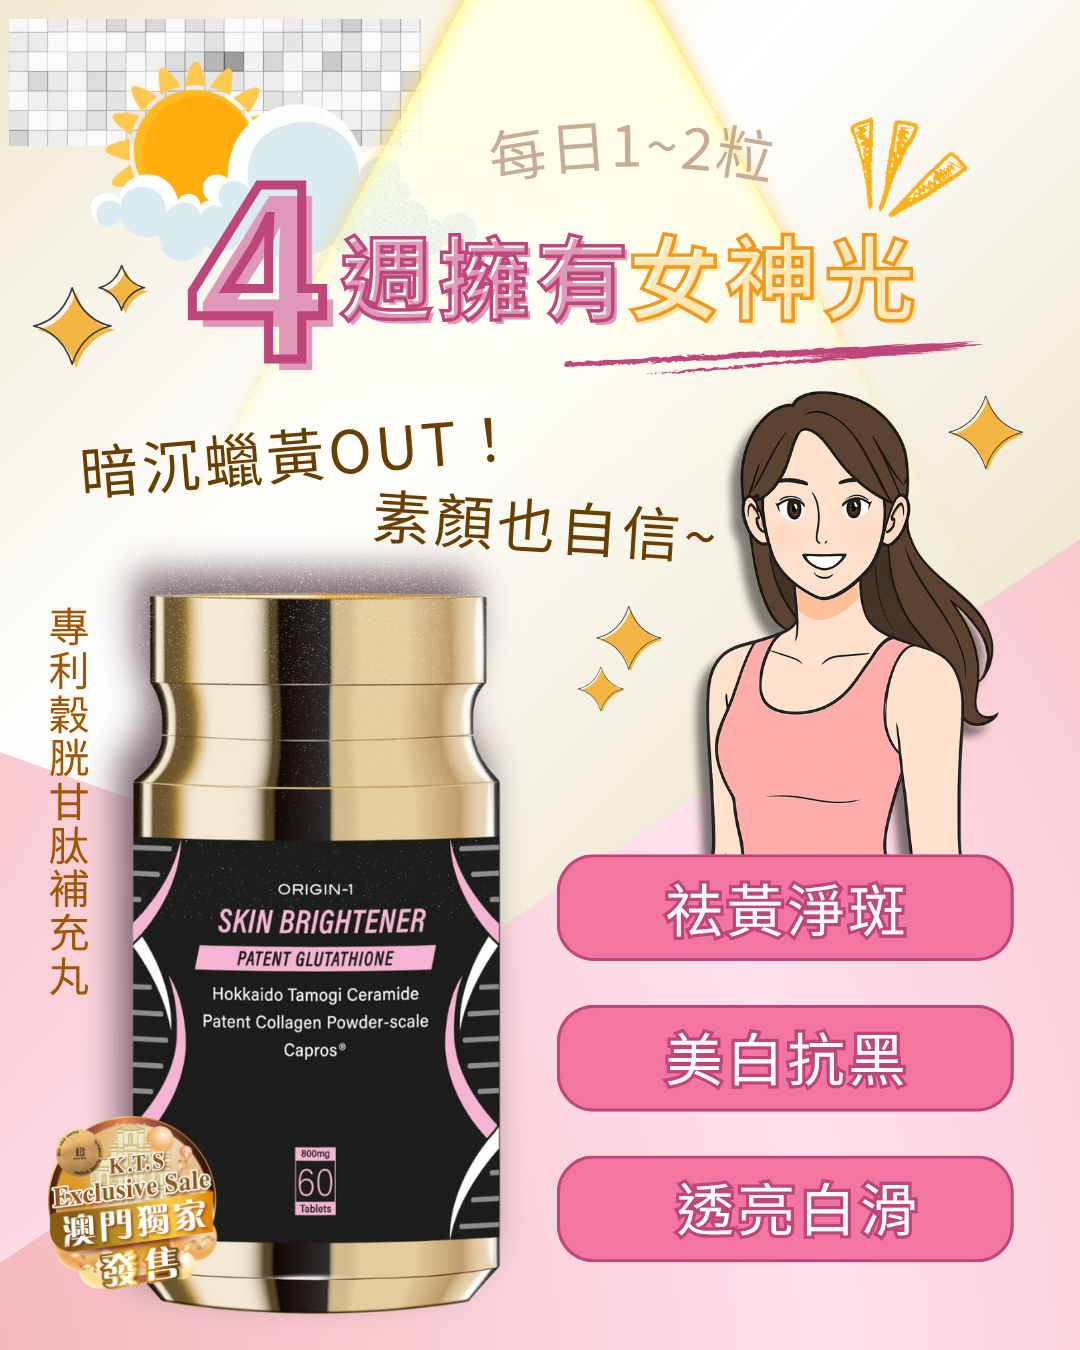 每日1~2粒
4週擁有女神光
暗沉蠟黃OUT！
素顏也自信~
專利穀胱甘肽補充丸
ORIGIN-1
SKIN BRIGHTENER
PATENT GLUTATHIONE
Hokkaido Tamogi Ceramide
Patent Collagen Powder-scale
Capros®
800mg
60
Tablets
祛黃淨斑
美白抗黑
透亮白滑
K.T.S
Exclusive Sale
澳門獨家
發售